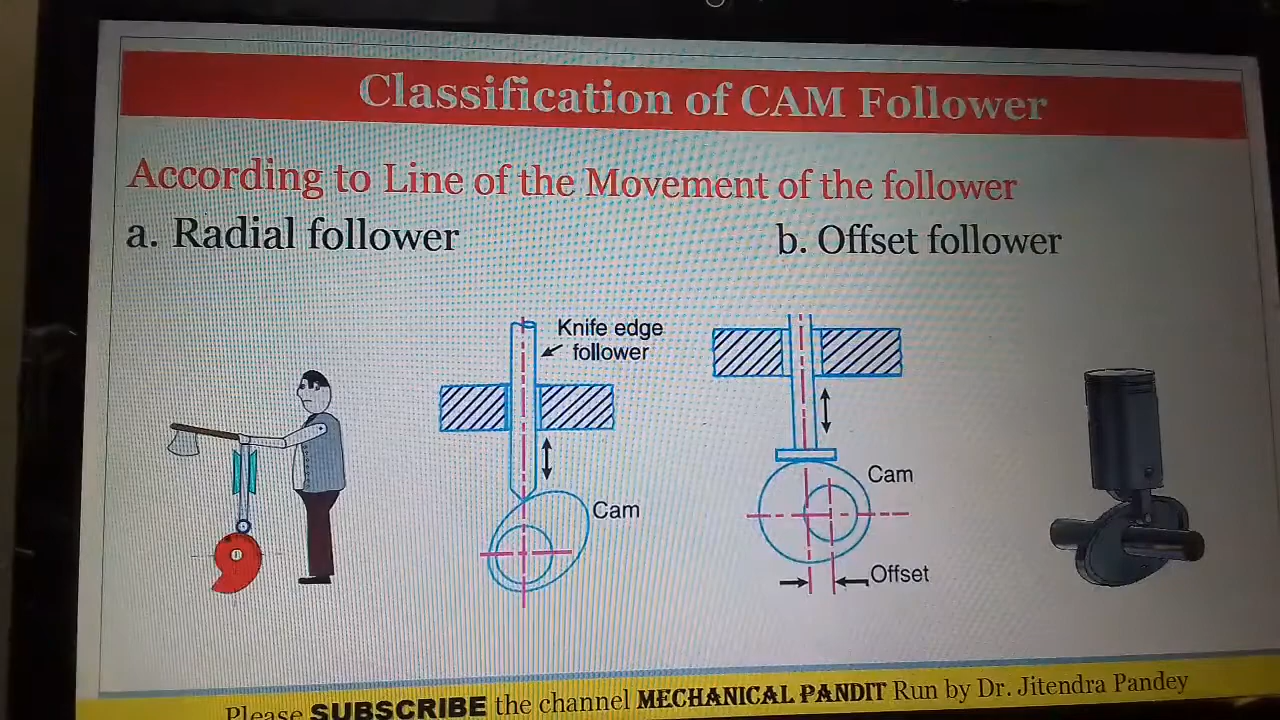 Classification of CAM Follower
According to Line of the Movement of the follower
a. Radial follower
b. Offset follower
Knife edge
follower
Cam
Cam
Offset
Please SUBSCRIBE the channel MECHANICAL PANDIT Run by Dr. Jitendra Pandey